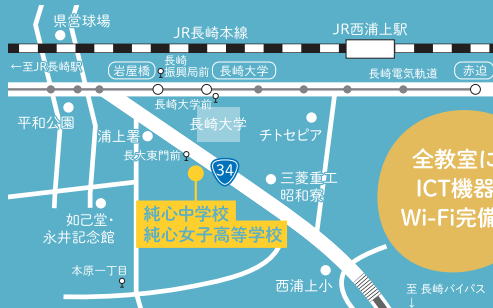 県営球場
JR長崎本線
JR西浦上駅
←至JR長崎駅
岩屋橋
長崎
振興局前
長崎大学
長崎電気軌道
赤迫
長崎大学前
平和公園
浦上署
長崎大学
チトセピア
長大東門前
34
三菱重工
昭和寮
全教室に
ICT機器
Wi-Fi完備
純心中学校
純心女子高等学校
如己堂・
永井記念館
本原一丁目
西浦上小
至 長崎バイパス
↓